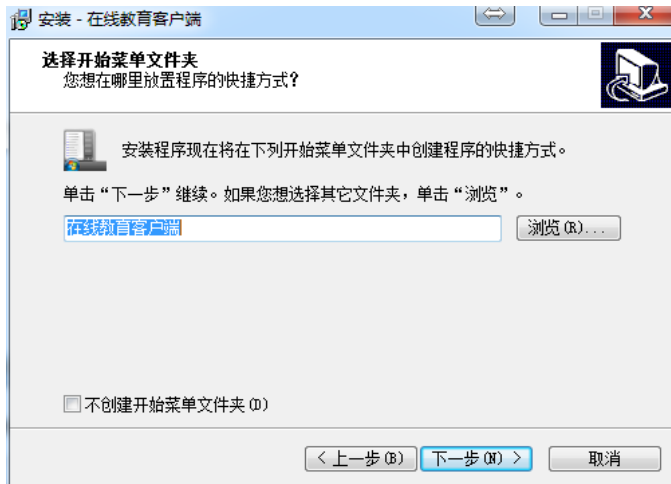 安装 - 在线教育客户端
选择开始菜单文件夹
您想在哪里放置程序的快捷方式?
安装程序现在将在下列开始菜单文件夹中创建程序的快捷方式。
单击“下一步”继续。如果您想选择其它文件夹，单击“浏览”。
在线教育客户端
浏览(R)...
不创建开始菜单文件夹(D)
< 上一步(B)
下一步(N) >
取消